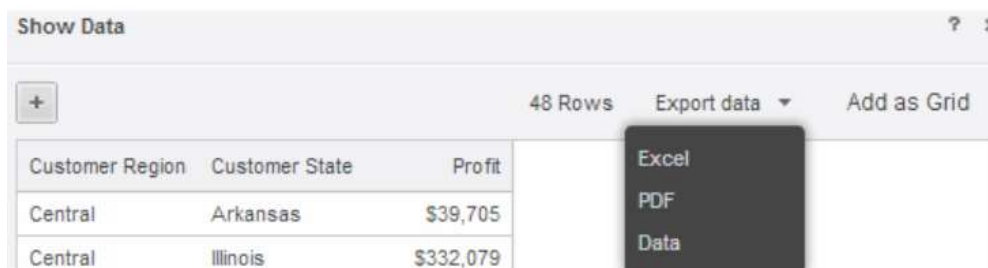 Show Data ?
+ 48 Rows Export data Add as Grid
Customer Region Customer State Profit
Central Arkansas $39,705
Central Illinois $332,079
Excel
PDF
Data